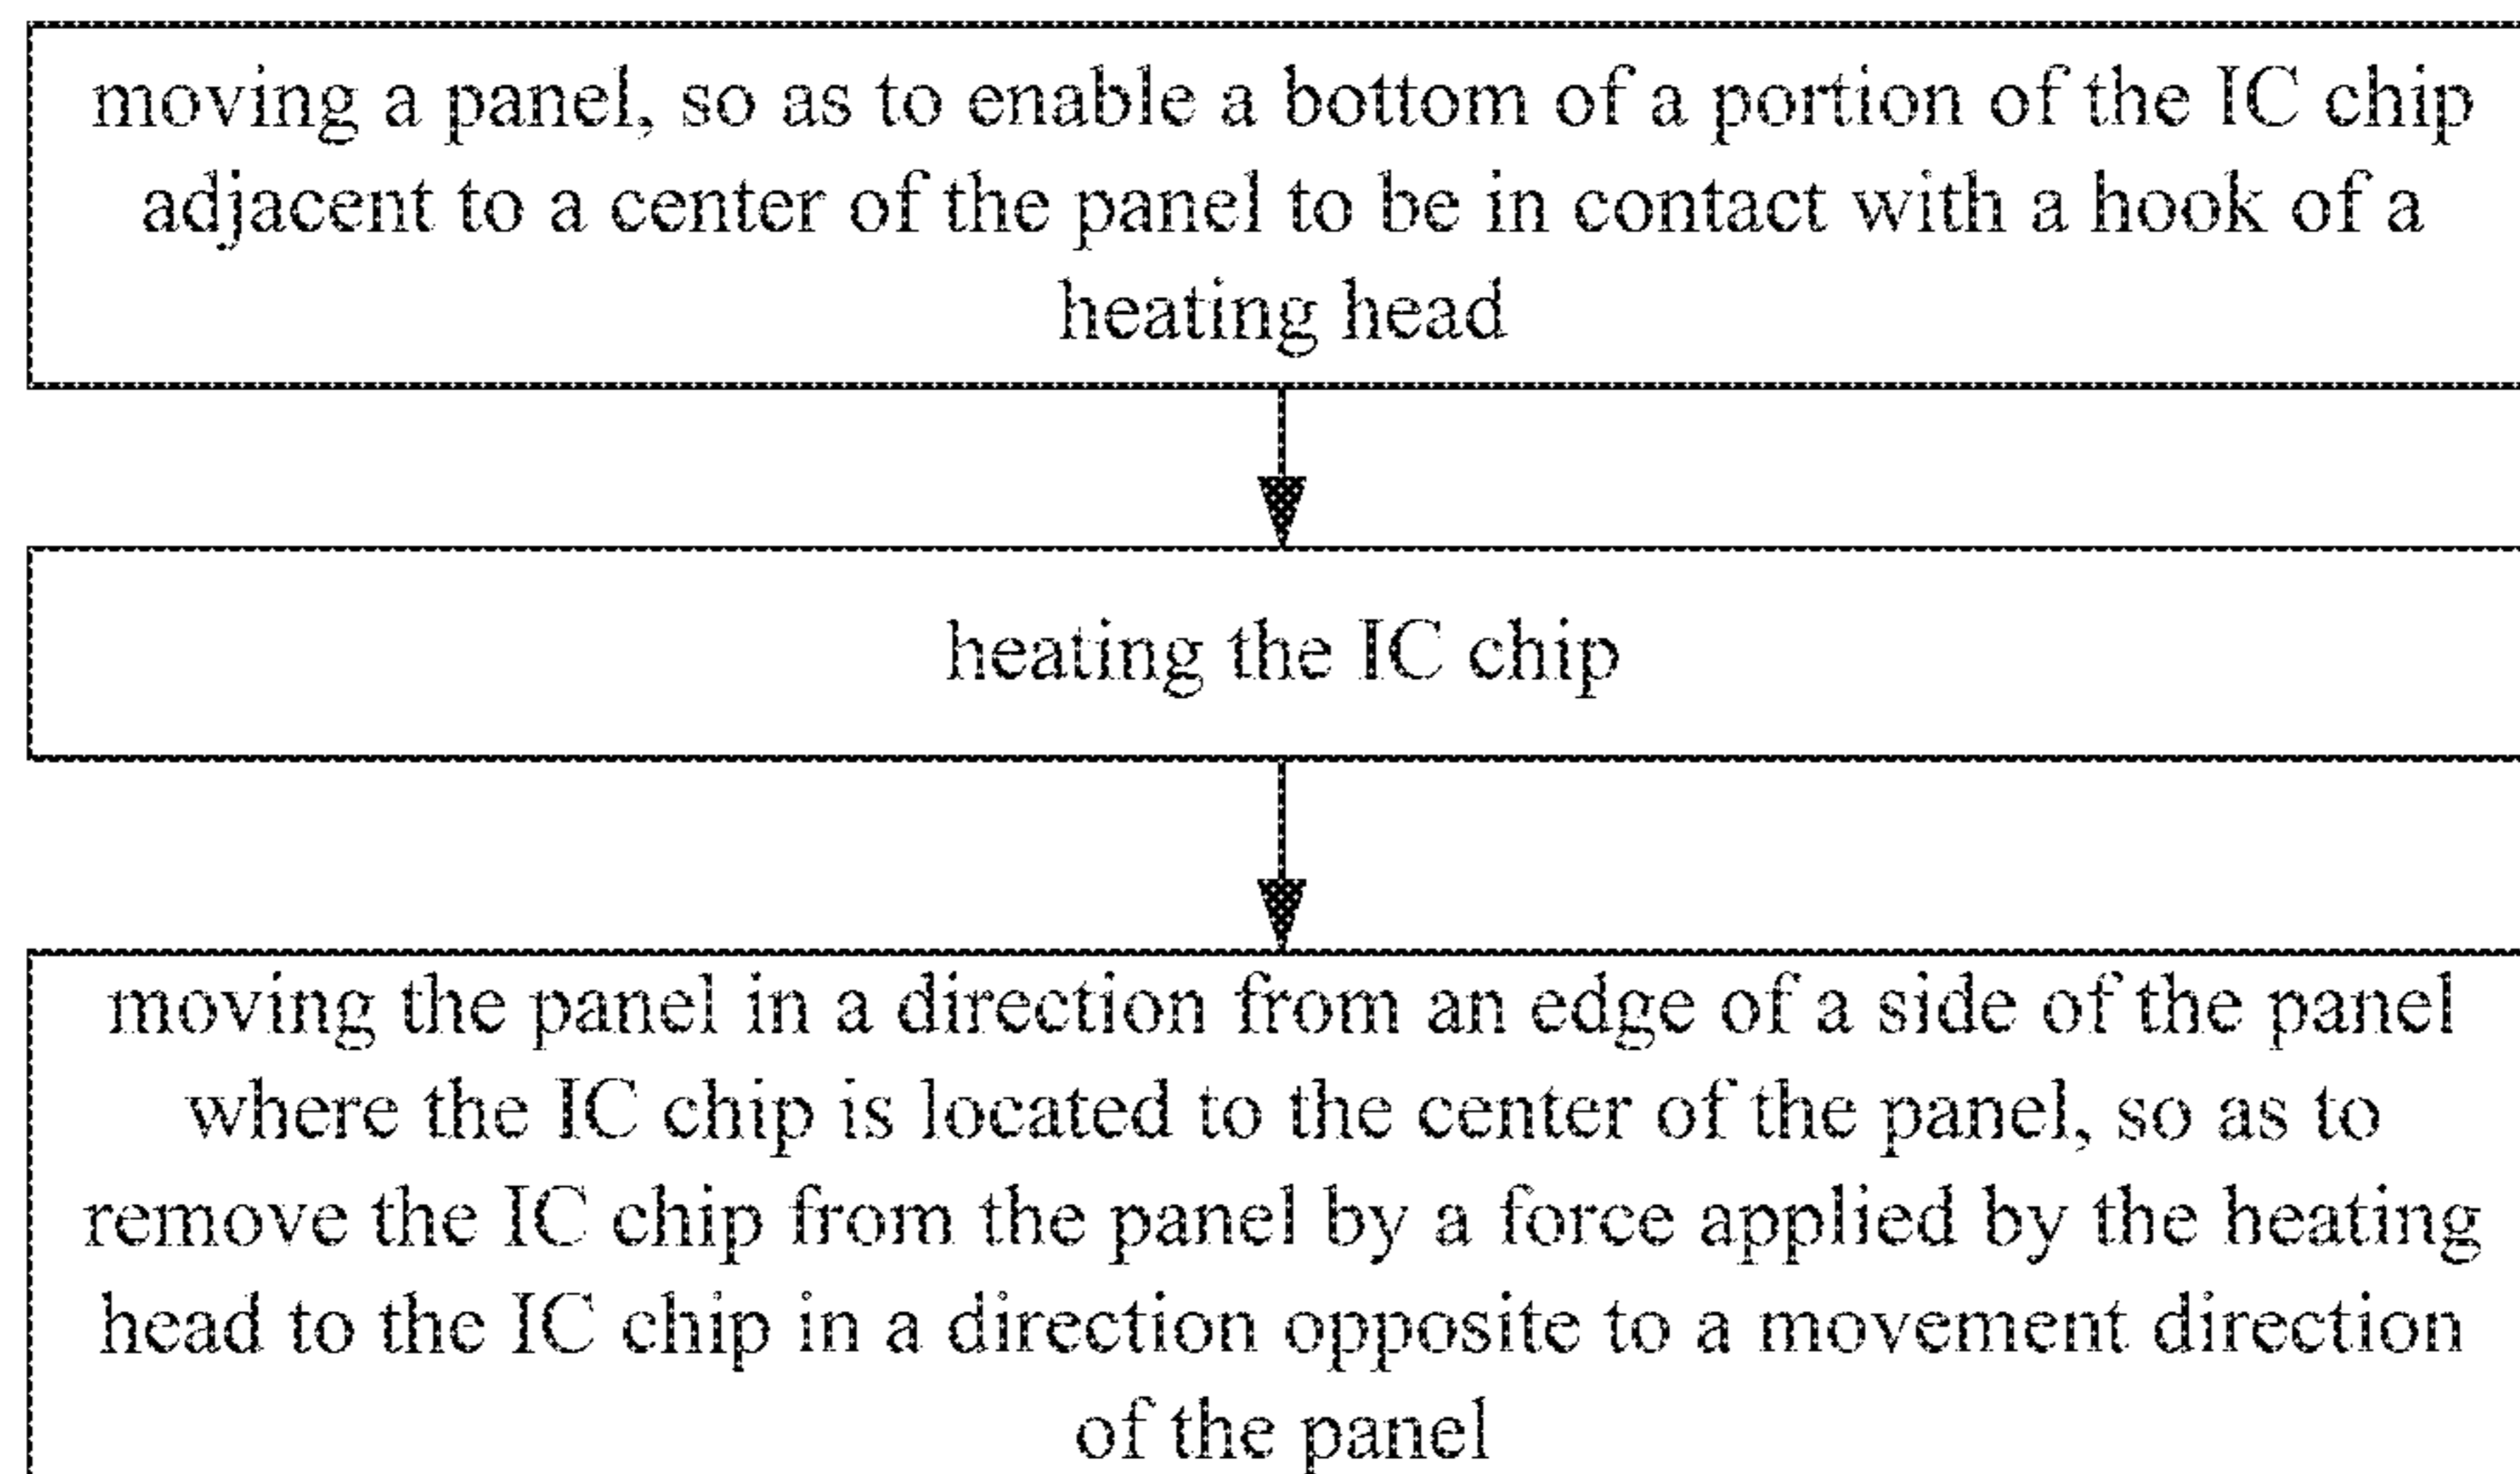 moving a panel, so as to enable a bottom of a portion of the IC chip
adjacent to a center of the panel to be in contact with a hook of a
heating head
heating the IC chip
moving the panel in a direction from an edge of a side of the panel
where the IC chip is located to the center of the panel, so as to
remove the IC chip from the panel by a force applied by the heating
head to the IC chip in a direction opposite to a movement direction
of the panel